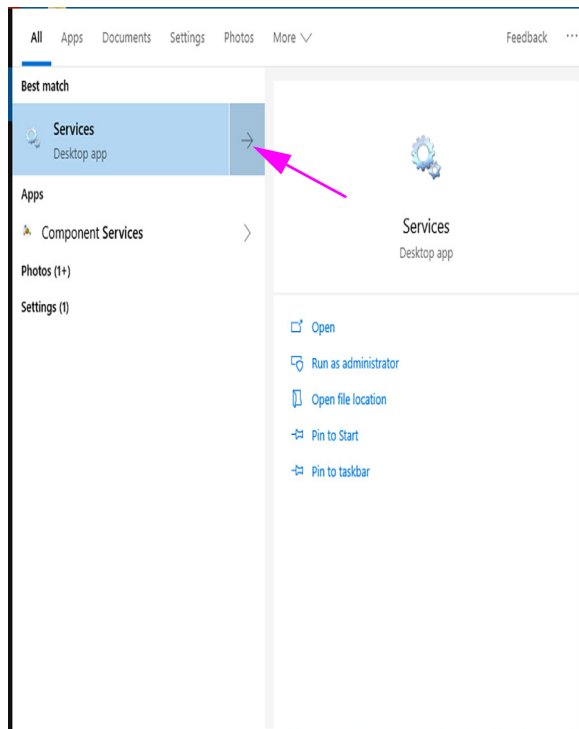 All Apps Documents Settings Photos More Feedback ...
Best match
Services
Desktop app
Apps
Component Services
Photos (1+)
Settings (1)
Services
Desktop app
Open
Run as administrator
Open file location
Pin to Start
Pin to taskbar